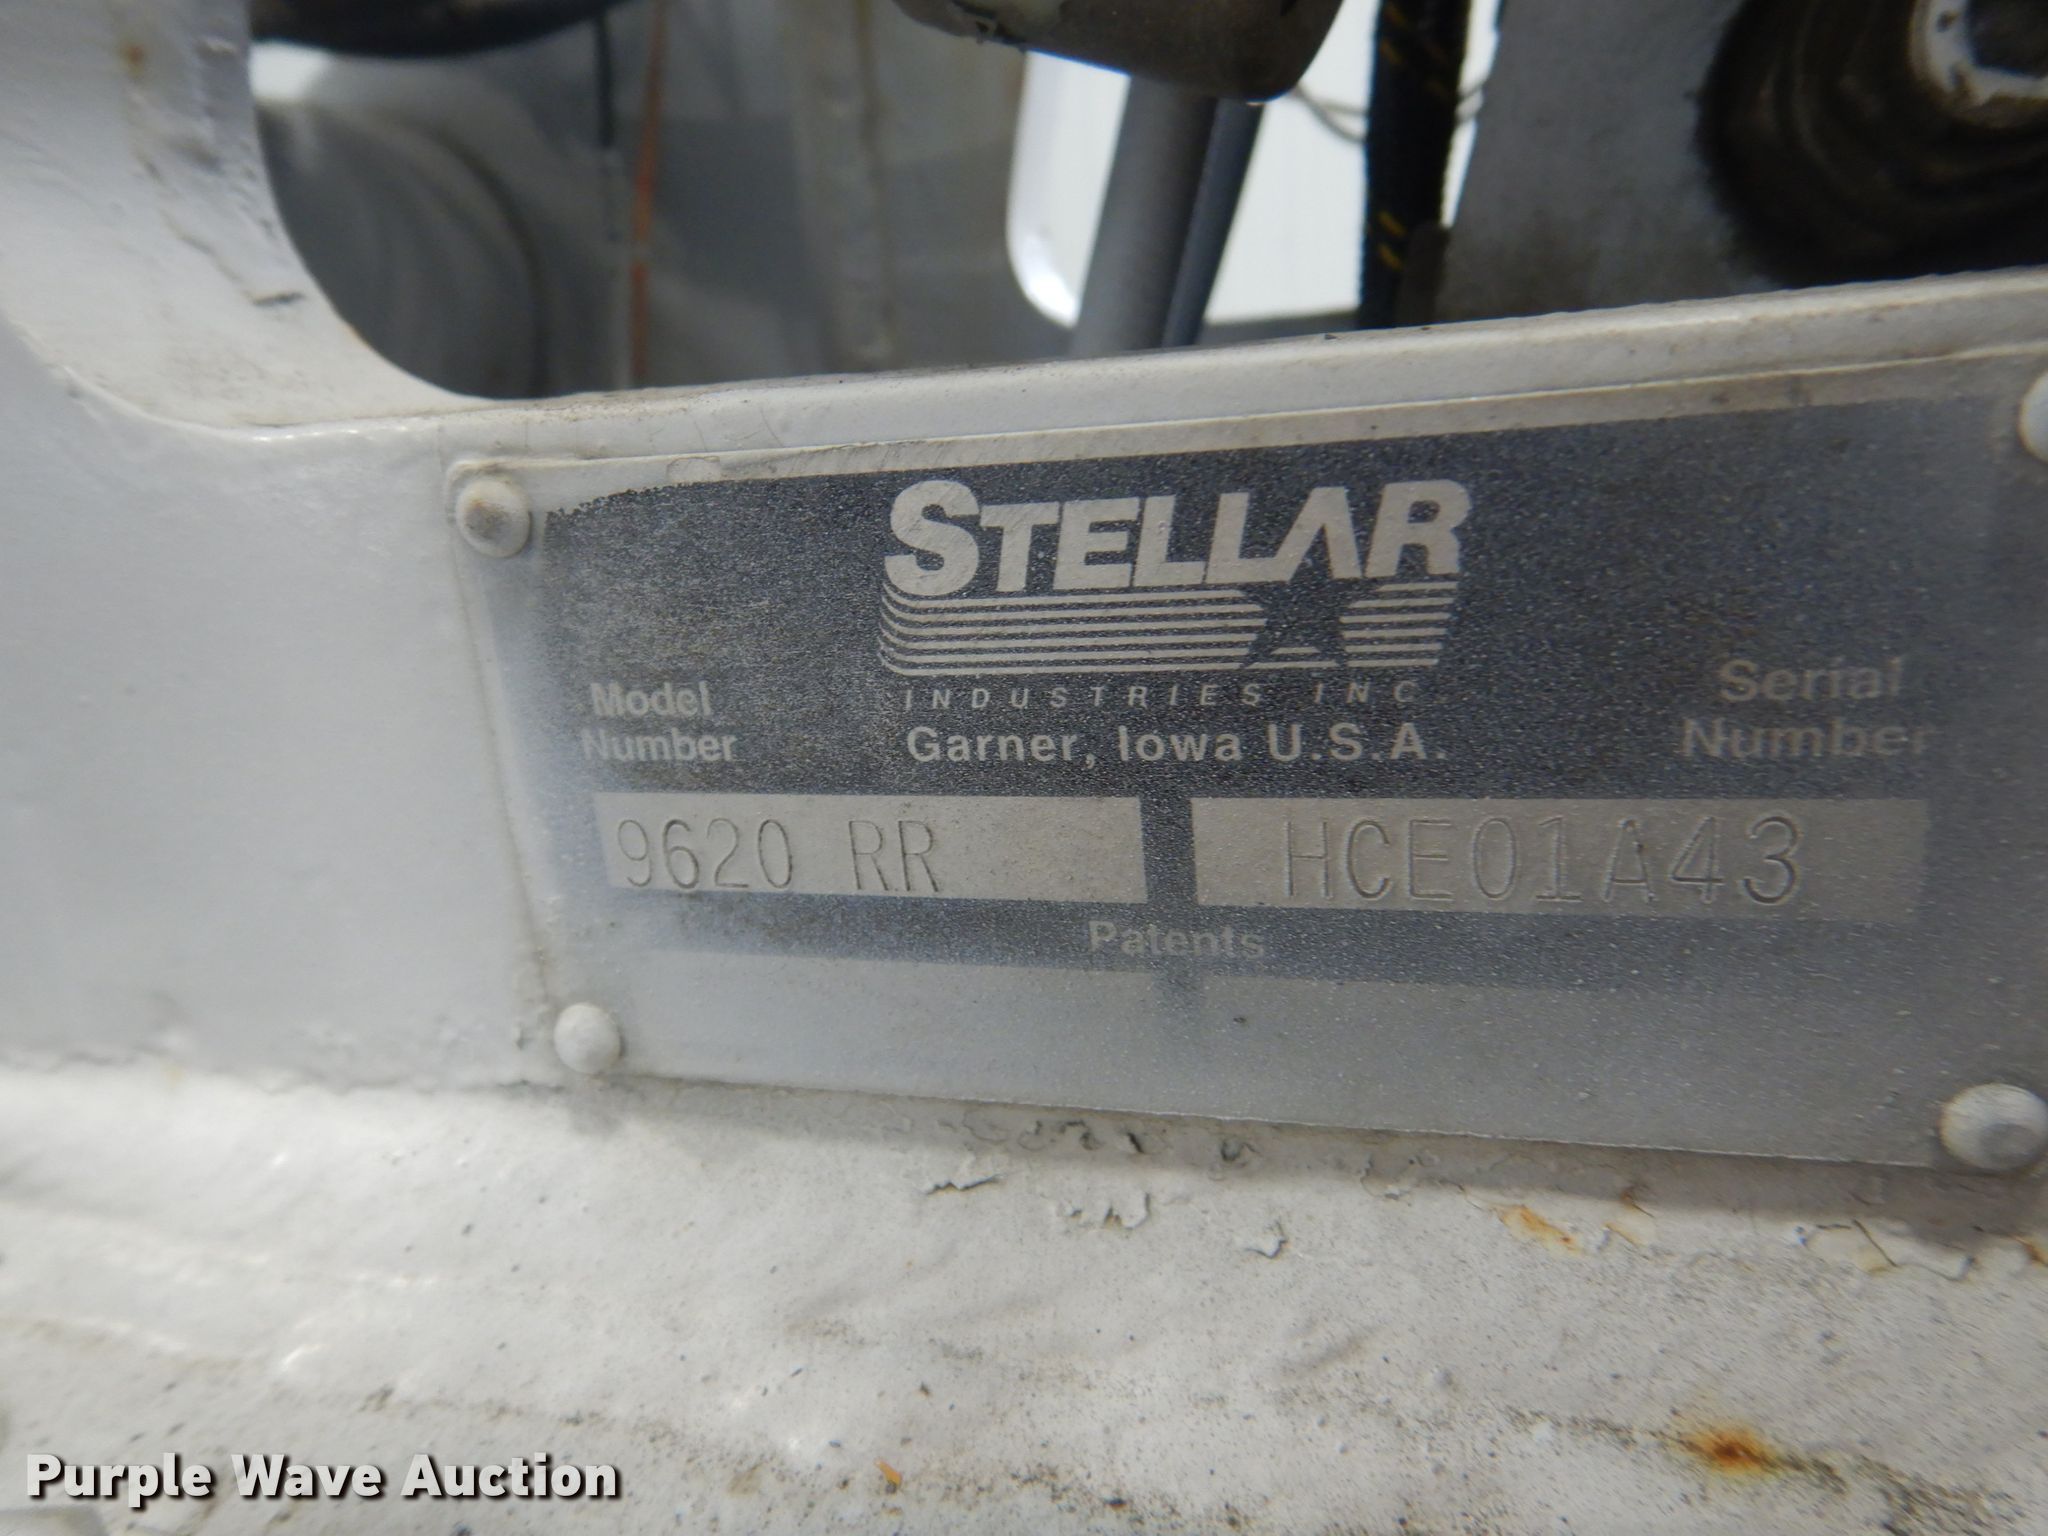 STELLAR
INDUSTRIES INC.
Garner, Iowa U.S.A.
Model
Number
Serial
Number
9620 RR
HCE01A43
Patents
Purple Wave Auction